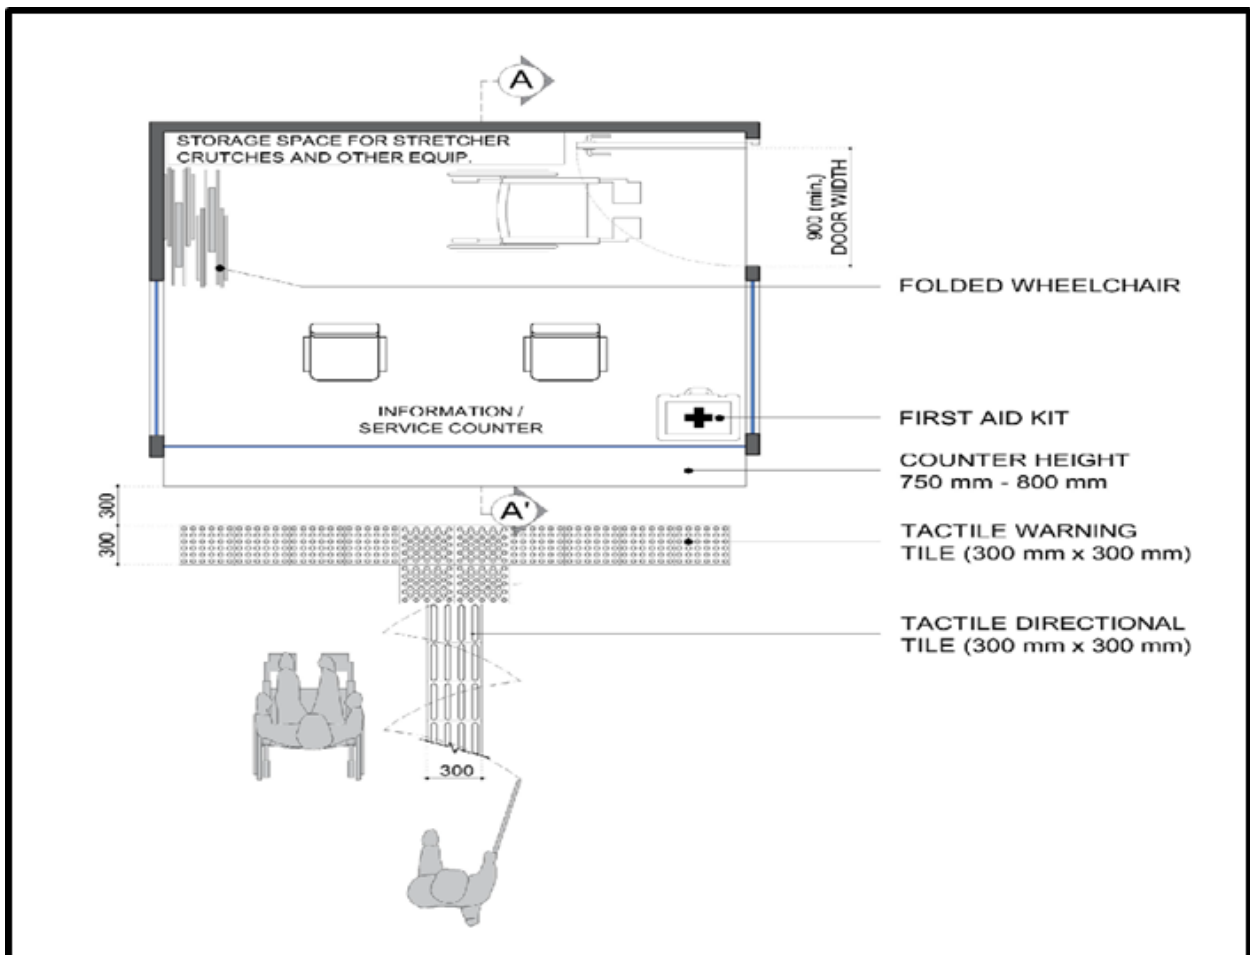 A
STORAGE SPACE FOR STRETCHER
CRUTCHES AND OTHER EQUIP.
900 (min.)
DOOR WIDTH
FOLDED WHEELCHAIR
INFORMATION /
SERVICE COUNTER
FIRST AID KIT
COUNTER HEIGHT
750 mm - 800 mm
300
A'
300
TACTILE WARNING
TILE (300 mm x 300 mm)
TACTILE DIRECTIONAL
TILE (300 mm x 300 mm)
300